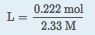 L = 0.222 mol / 2.33 M